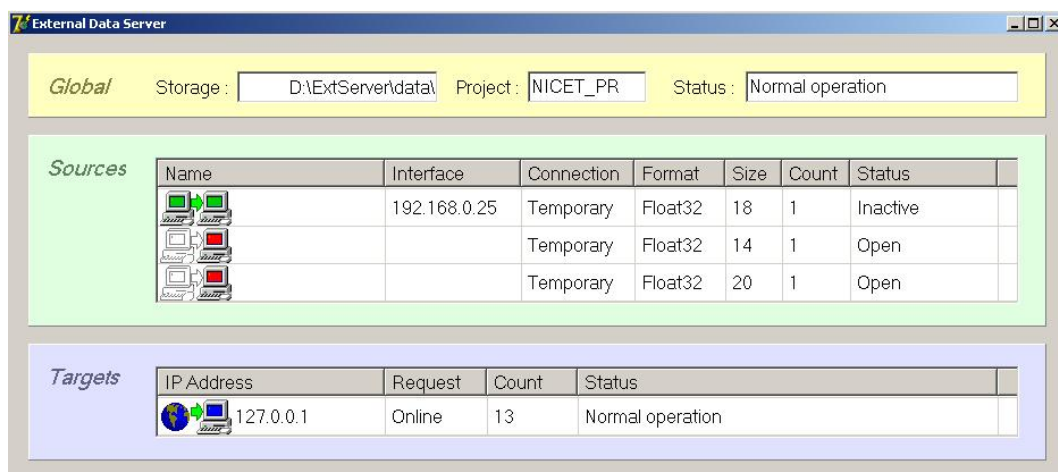 External Data Server
Global Storage : D:\ExtServer\data\ Project : NICET_PR Status : Normal operation
Sources
Name Interface Connection Format Size Count Status
192.168.0.25 Temporary Float32 18 1 Inactive
Temporary Float32 14 1 Open
Temporary Float32 20 1 Open
Targets
IP Address Request Count Status
127.0.0.1 Online 13 Normal operation